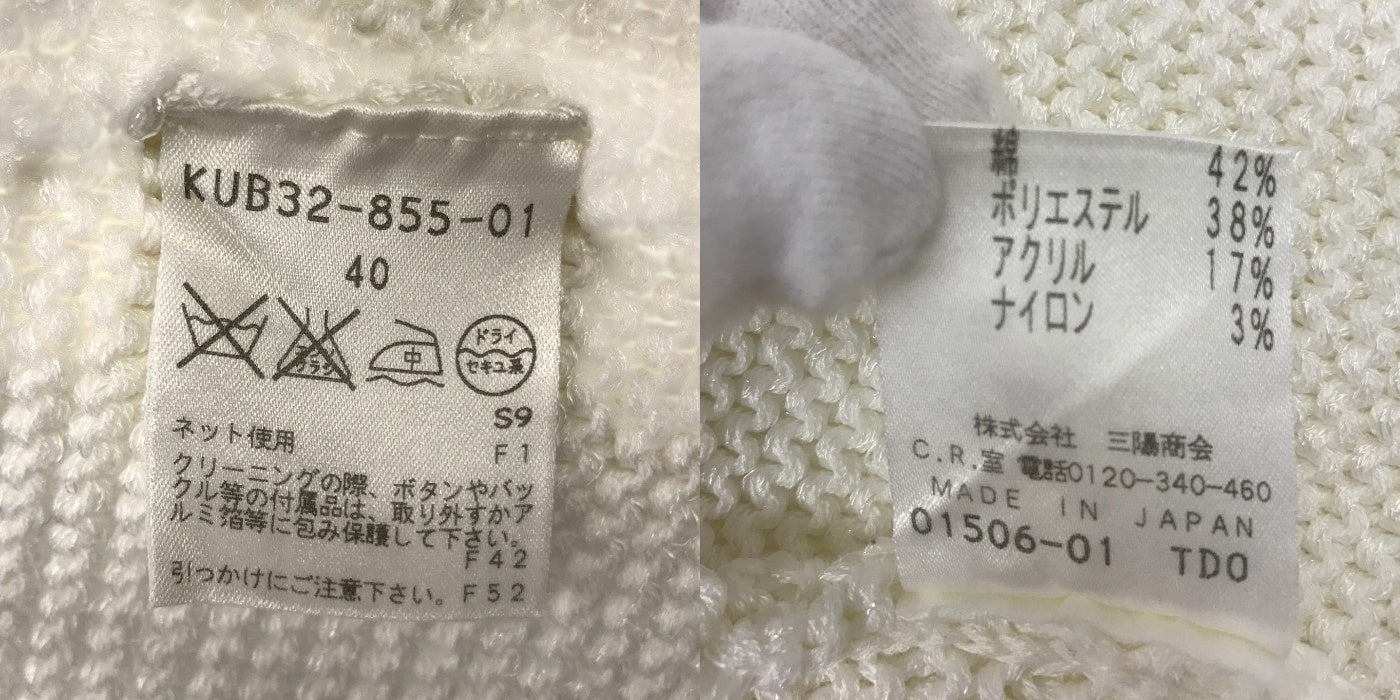 KUB32-855-01
40
ブラシ
中
ドライ
セキユ系
S9
ネット使用
F1
クリーニングの際、ボタンやバッ
クル等の付属品は、取り外すかア
ルミ箔等に包み保護して下さい。
F42
引っかけにご注意下さい。F52
綿 42%
ポリエステル 38%
アクリル 17%
ナイロン 3%
株式会社 三陽商会
C.R.室 電話0120-340-460
MADE IN JAPAN
01506-01 TDO